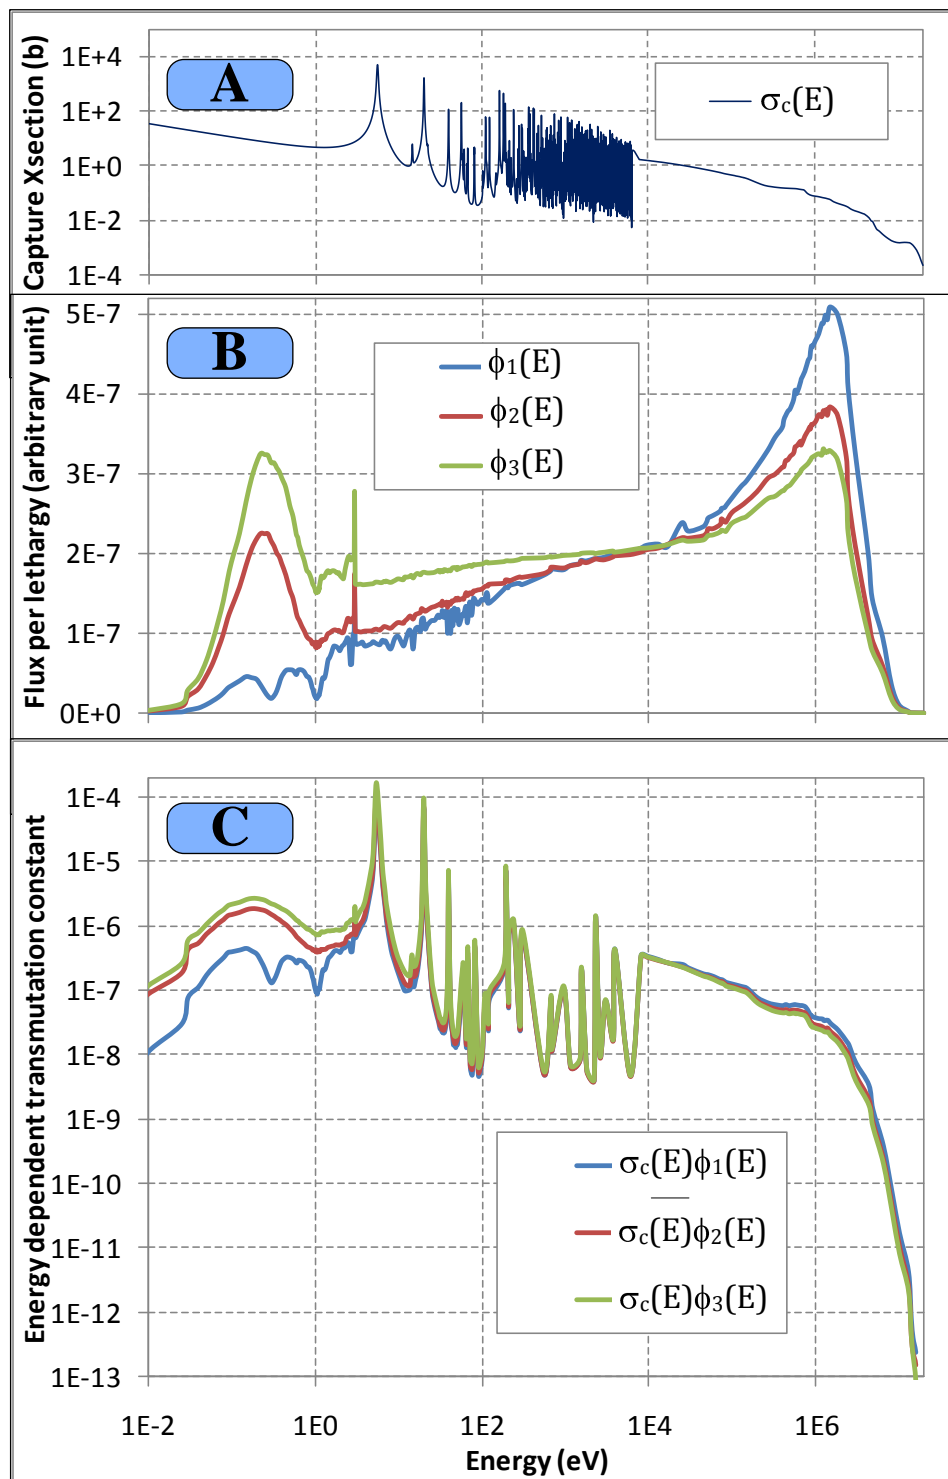 Capture Xsection (b)
1E+4
1E+2
1E+0
1E-2
1E-4
A
σc(E)
Flux per lethargy (arbitrary unit)
5E-7
4E-7
3E-7
2E-7
1E-7
0E+0
B
ϕ1(E)
ϕ2(E)
ϕ3(E)
Energy dependent transmutation constant
1E-4
1E-5
1E-6
1E-7
1E-8
1E-9
1E-10
1E-11
1E-12
1E-13
C
σc(E)ϕ1(E)
σc(E)ϕ2(E)
σc(E)ϕ3(E)
1E-2 1E0 1E2 1E4 1E6
Energy (eV)